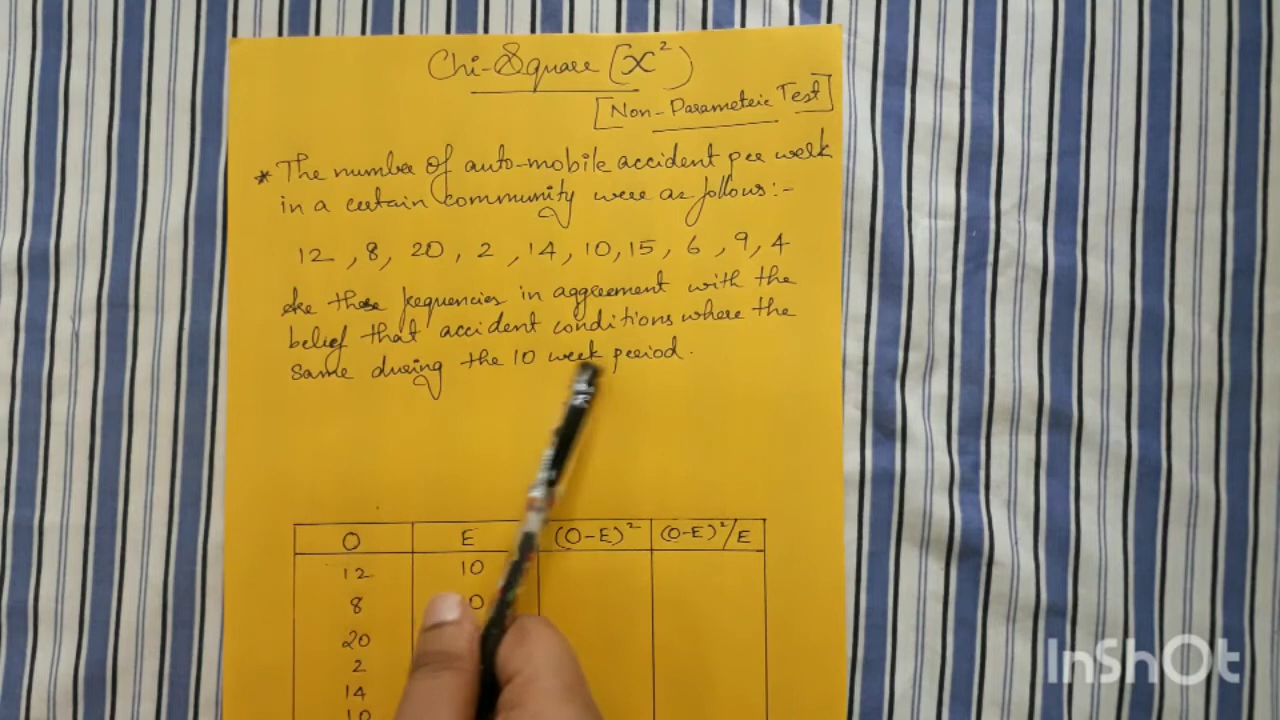 Chi-Square (x²)
[Non-Parametric Test]
* The number of auto-mobile accident per week
in a certain community were as follows:-
12, 8, 20, 2, 14, 10, 15, 6, 9, 4
Are these frequencies in aggreement with the
belief that accident conditions where the
same during the 10 week period.
O E (O-E)² (O-E)²/E
12 10
8 0
20
2
14
10
InShOt